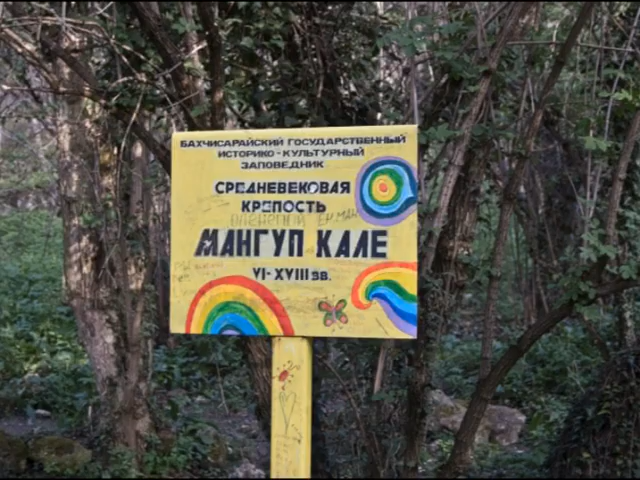 БАХЧИСАРАЙСКИЙ ГОСУДАРСТВЕННЫЙ
ИСТОРИКО-КУЛЬТУРНЫЙ
ЗАПОВЕДНИК
СРЕДНЕВЕКОВАЯ
КРЕПОСТЬ
МАНГУП КАЛЕ
VI-XVIII ВВ.